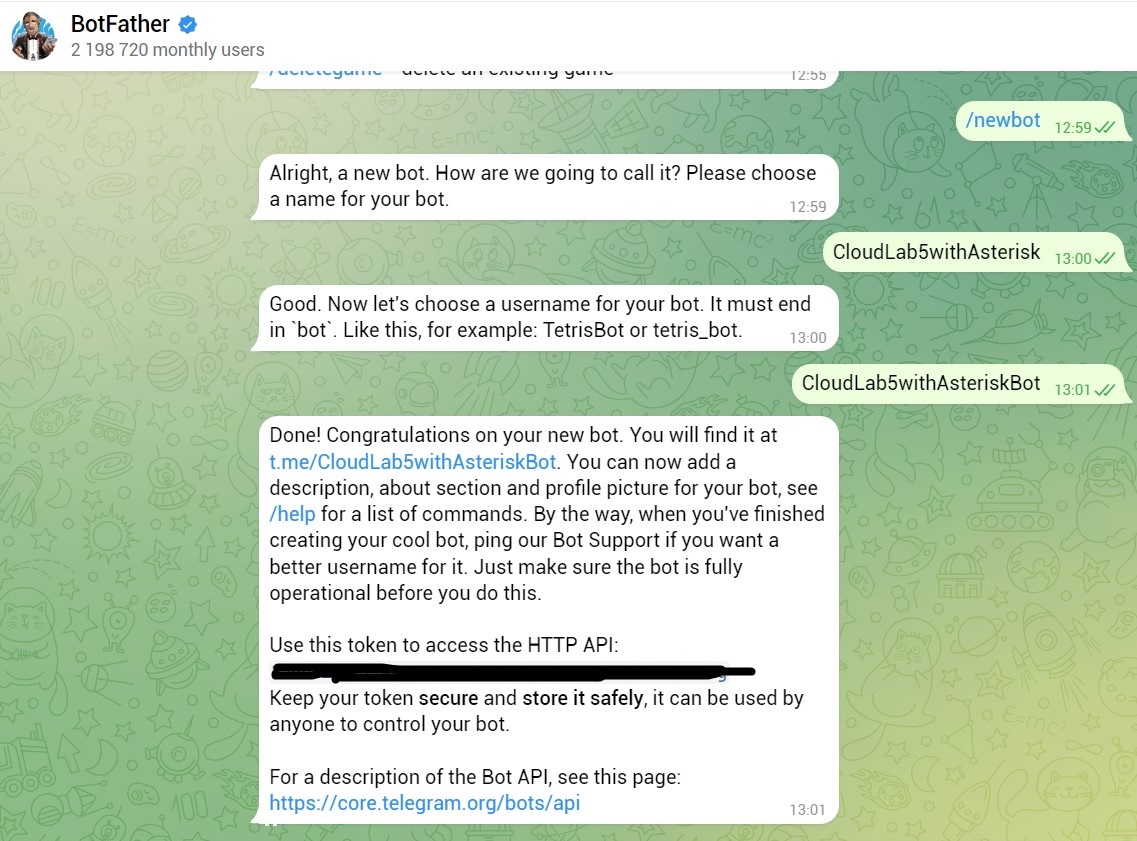 BotFather
2 198 720 monthly users
/deletegame - delete an existing game
12:55
/newbot
12:59
Alright, a new bot. How are we going to call it? Please choose
a name for your bot.
12:59
CloudLab5withAsterisk
13:00
Good. Now let's choose a username for your bot. It must end
in `bot`. Like this, for example: TetrisBot or tetris_bot.
13:00
CloudLab5withAsteriskBot
13:01
Done! Congratulations on your new bot. You will find it at
t.me/CloudLab5withAsteriskBot. You can now add a
description, about section and profile picture for your bot, see
/help for a list of commands. By the way, when you've finished
creating your cool bot, ping our Bot Support if you want a
better username for it. Just make sure the bot is fully
operational before you do this.
Use this token to access the HTTP API:
Keep your token secure and store it safely, it can be used by
anyone to control your bot.
For a description of the Bot API, see this page:
https://core.telegram.org/bots/api
13:01